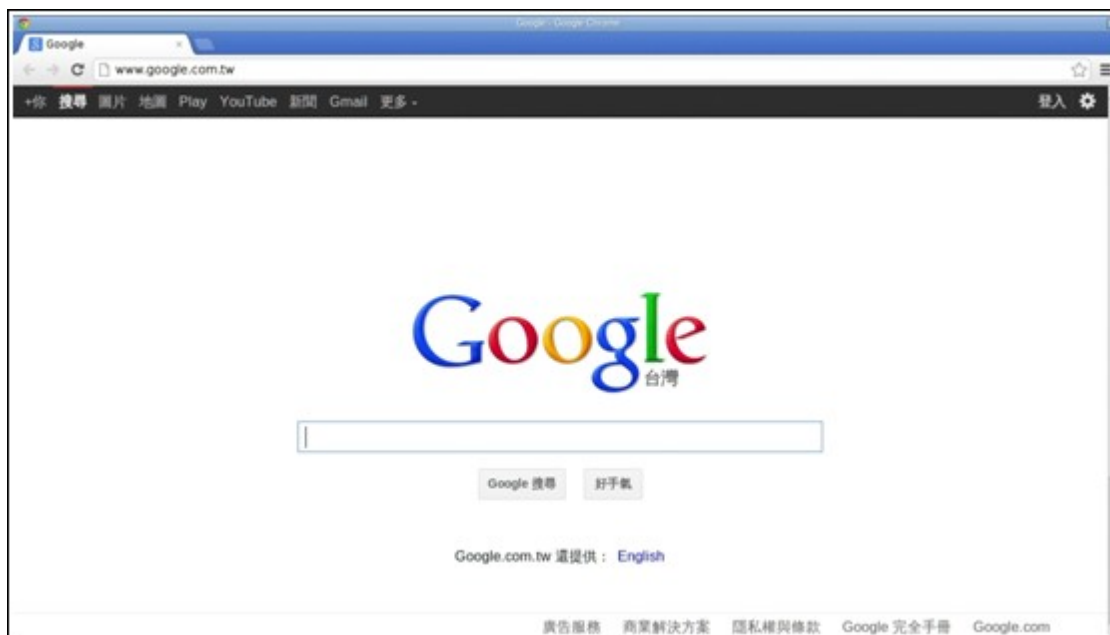 Google - Google Chrome
Google
www.google.com.tw
+你 搜尋 圖片 地圖 Play YouTube 新聞 Gmail 更多 登入
Google
台灣
Google 搜尋 好手氣
Google.com.tw 還提供： English
廣告服務 商業解決方案 隱私權與條款 Google 完全手冊 Google.com